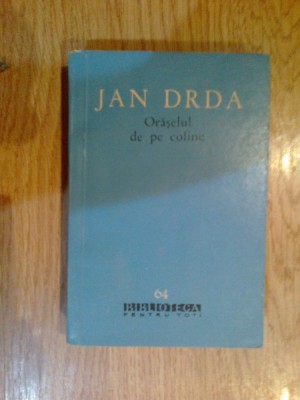 JAN DRDA
Orășelul
de pe coline
64
BIBLIOTECA
PENTRU TOȚI